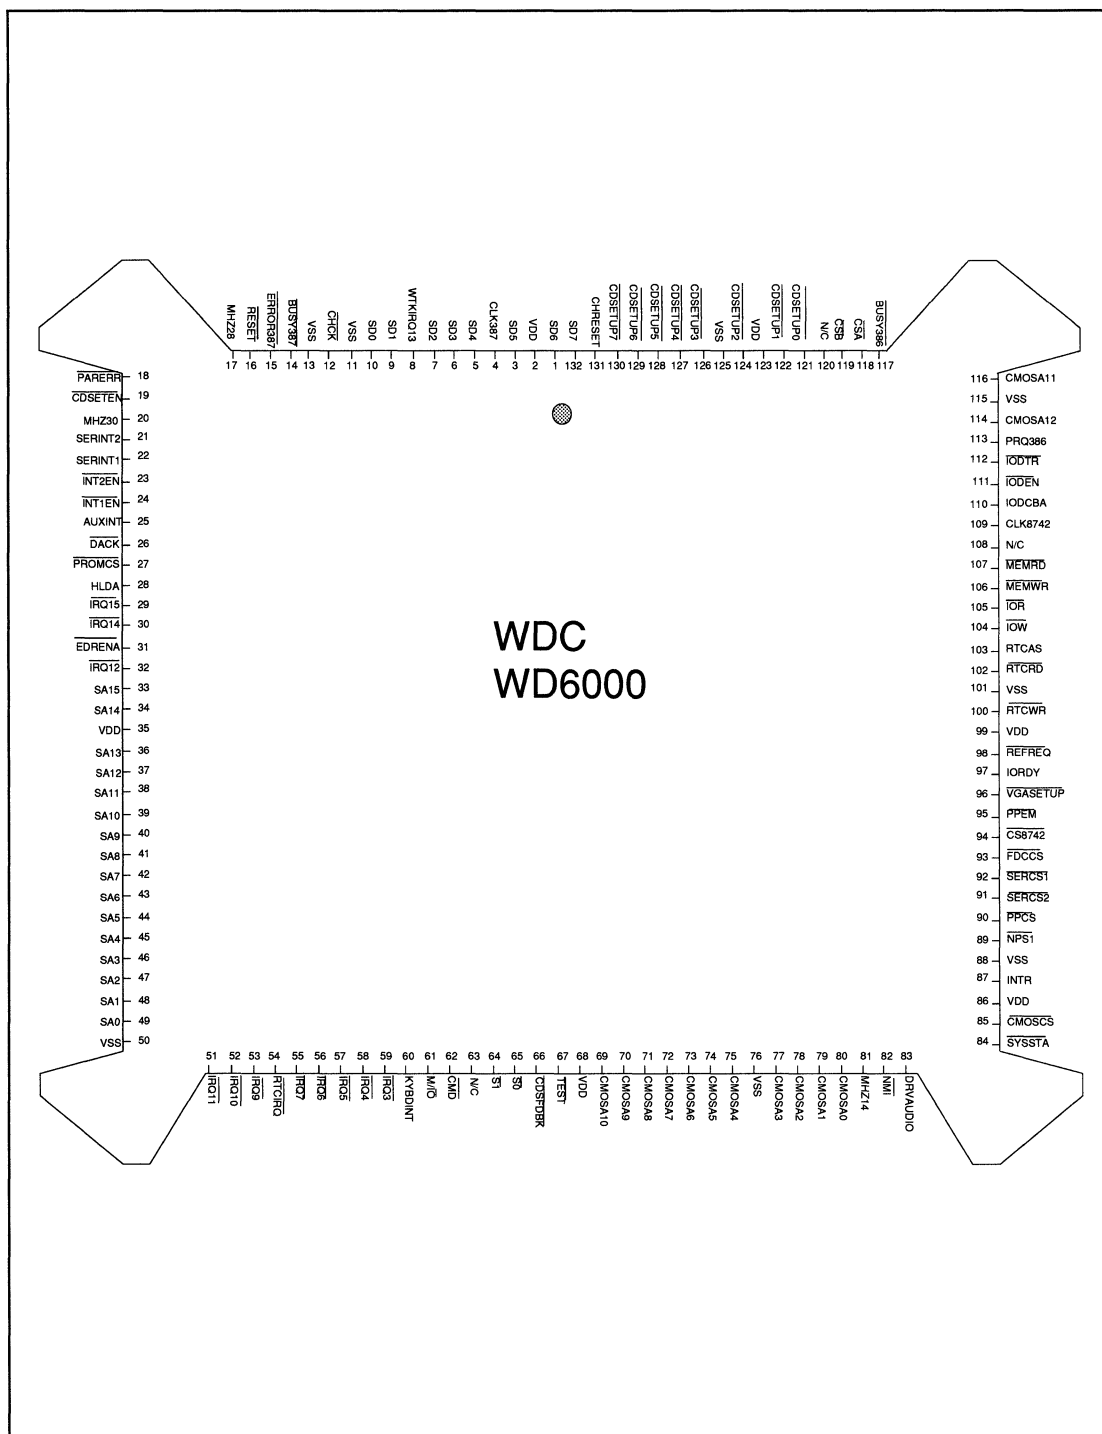 MHZ28
RESET
ERROR387
BUSY387
VSS
CHCK
VSS
SD0
SD1
WTKIRQ13
SD2
SD3
SD4
CLK387
SD5
VDD
SD6
SD7
CHRESET
CDSETUP7
CDSETUP6
CDSETUP5
CDSETUP4
CDSETUP3
VSS
CDSETUP2
VDD
CDSETUP1
CDSETUP0
N/C
CSB
CSA
BUSY386
17 16 15 14 13 12 11 10 9 8 7 6 5 4 3 2 1 132 131 130 129 128 127 126 125 124 123 122 121 120 119 118 117
PARERR 18
CDSETEN 19
MHZ30 20
SERINT2 21
SERINT1 22
INT2EN 23
INT1EN 24
AUXINT 25
DACK 26
PROMCS 27
HLDA 28
IRQ15 29
IRQ14 30
EDRENA 31
IRQ12 32
SA15 33
SA14 34
VDD 35
SA13 36
SA12 37
SA11 38
SA10 39
SA9 40
SA8 41
SA7 42
SA6 43
SA5 44
SA4 45
SA3 46
SA2 47
SA1 48
SA0 49
VSS 50
WDC
WD6000
116 CMOSA11
115 VSS
114 CMOSA12
113 PRQ386
112 IODTR
111 IODEN
110 IODCBA
109 CLK8742
108 N/C
107 MEMRD
106 MEMWR
105 IOR
104 IOW
103 RTCAS
102 RTCRD
101 VSS
100 RTCWR
99 VDD
98 REFREQ
97 IORDY
96 VGASETUP
95 PPEM
94 CS8742
93 FDCCS
92 SERCS1
91 SERCS2
90 PPCS
89 NPS1
88 VSS
87 INTR
86 VDD
85 CMOSCS
84 SYSSTA
51 52 53 54 55 56 57 58 59 60 61 62 63 64 65 66 67 68 69 70 71 72 73 74 75 76 77 78 79 80 81 82 83
IRQ11
IRQ10
IRQ9
RTCIRQ
IRQ7
IRQ6
IRQ5
IRQ4
IRQ3
KYBDINT
M/IO
CMD
N/C
S1
S0
CDSFDBK
TEST
VDD
CMOSA10
CMOSA9
CMOSA8
CMOSA7
CMOSA6
CMOSA5
CMOSA4
VSS
CMOSA3
CMOSA2
CMOSA1
CMOSA0
MHZ14
NMI
DRVAUDIO